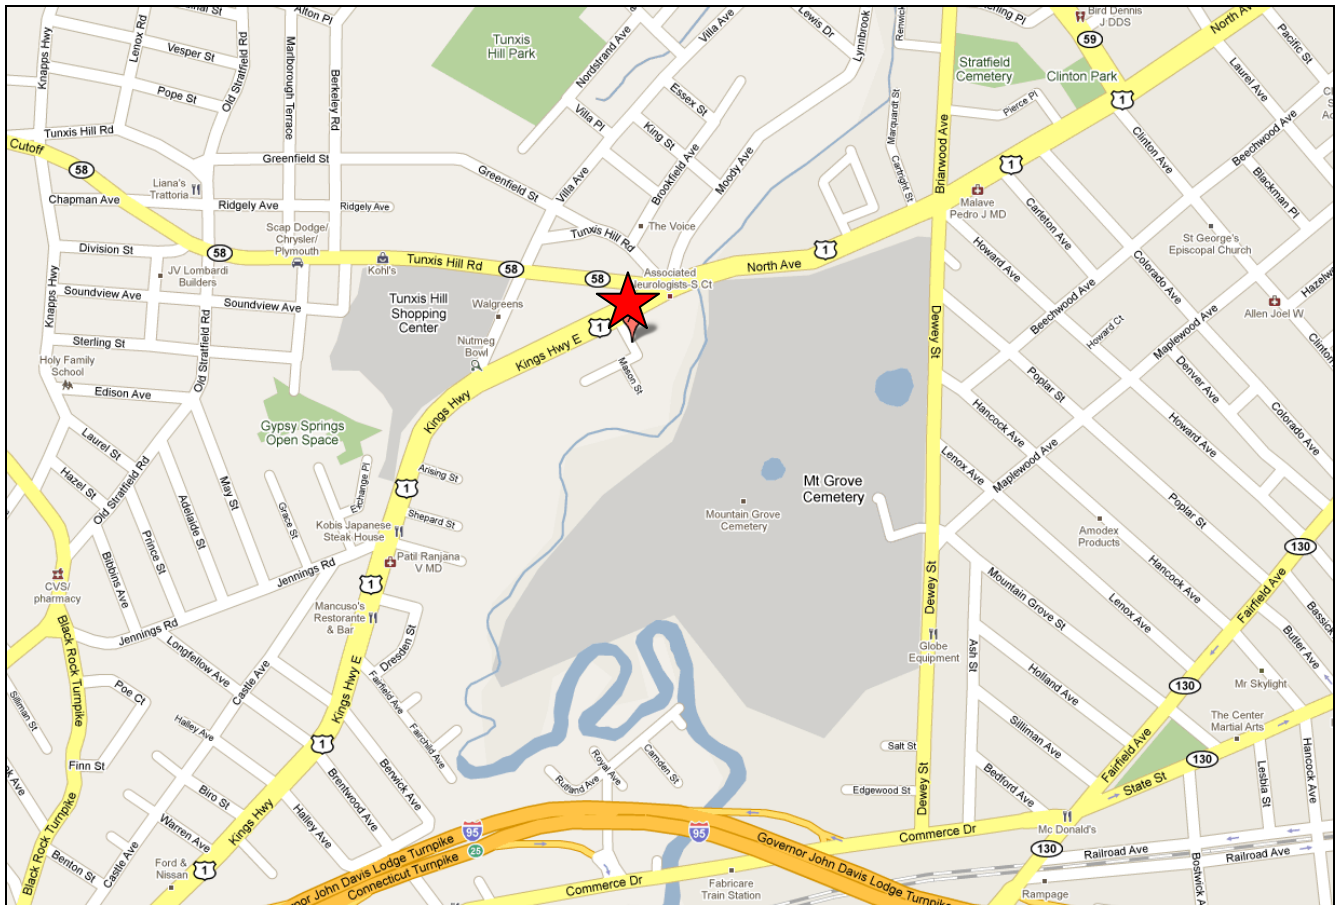 Knapps Hwy
Lenox Rd
Vesper St
Pope St
Old Stratfield Rd
Marlborough Terrace
Alton Pl
Berkeley Rd
Tunxis
Hill Park
Nordstrand Ave
Villa Ave
Lewis Dr
Lynnbrook
Renwick
Bird Dennis
J DDS
59
North Av
Pacific St
Stratfield
Cemetery
Clinton Park
Laurel Ave
Essex St
Villa Pl
King St
Marquardt St
Pierce Pl
1
Clinton Ave
Beechwood Ave
Tunxis Hill Rd
Cutoff
58
Greenfield St
Greenfield St
Villa Ave
Brookfield Ave
Moody Ave
Cartright St
Briarwood Ave
1
Blackman Pl
Liana's
Trattoria
Chapman Ave
Ridgely Ave
Ridgely Ave
Malave
Pedro J MD
Carleton Ave
The Voice
Tunxis Hill Rd
St George's
Episcopal Church
Scap Dodge/
Chrysler/
Plymouth
Division St
58
Kohl's
Tunxis Hill Rd
58
58
North Ave
1
Howard Ave
Colorado Ave
JV Lombardi
Builders
Associated
Neurologists-S Ct
Knapps Hwy
Soundview Ave
Soundview Ave
Tunxis Hill
Shopping
Center
Walgreens
1
Beechwood Ave
Hazelw
Allen Joel W
Sterling St
Old Stratfield Rd
Nutmeg
Bowl
Kings Hwy E
Mason St
Dewey St
Howard Ct
Maplewood Ave
Clinton
Holy Family
School
Edison Ave
Kings Hwy
Poplar St
Denver Ave
Colorado Ave
Gypsy Springs
Open Space
Hancock Ave
Howard Ave
Laurel St
Hazel St
Old Stratfield Rd
Adelaide St
May St
Exchange Pl
Arising St
1
Lenox Ave
Maplewood Ave
Mt Grove
Cemetery
Mountain Grove
Cemetery
Poplar St
Grace St
Shepard St
Kobis Japanese
Steak House
Amodex
Products
130
Prince St
Bibbins Ave
Patil Ranjana
V MD
Jennings Rd
CVS/
pharmacy
1
Dewey St
Mountain Grove St
Hancock Ave
Fairfield Ave
Mancuso's
Restorante
& Bar
Lenox Ave
Bassick
Black Rock Turnpike
Jennings Rd
Longfellow Ave
Castle Ave
Dresden St
Globe
Equipment
Ash St
Butler Ave
Kings Hwy E
Fairfield Ave
Holland Ave
Mr Skylight
130
Poe Ct
Silliman St
Hailey Ave
Fairchild Ave
The Center
Martial Arts
Silliman Ave
1
Salt St
Fairfield Ave
130
Finn St
Berwick Ave
Brentwood Ave
Royal Ave
Rutland Ave
Camden St
Bedford Ave
State St
Lesbia St
Hancock Ave
Biro St
Edgewood St
Dewey St
Kings Hwy
Hailey Ave
Warren Ave
Black Rock Turnpike
95
95
Commerce Dr
Mc Donald's
Benton St
Castle Ave
Ford &
Nissan
1
25
Governor John Davis Lodge Turnpike
130
Railroad Ave
Railroad Ave
nor John Davis Lodge Turnpike
Connecticut Turnpike
Commerce Dr
Fabricare
Train Station
Rampage
Bostwick A